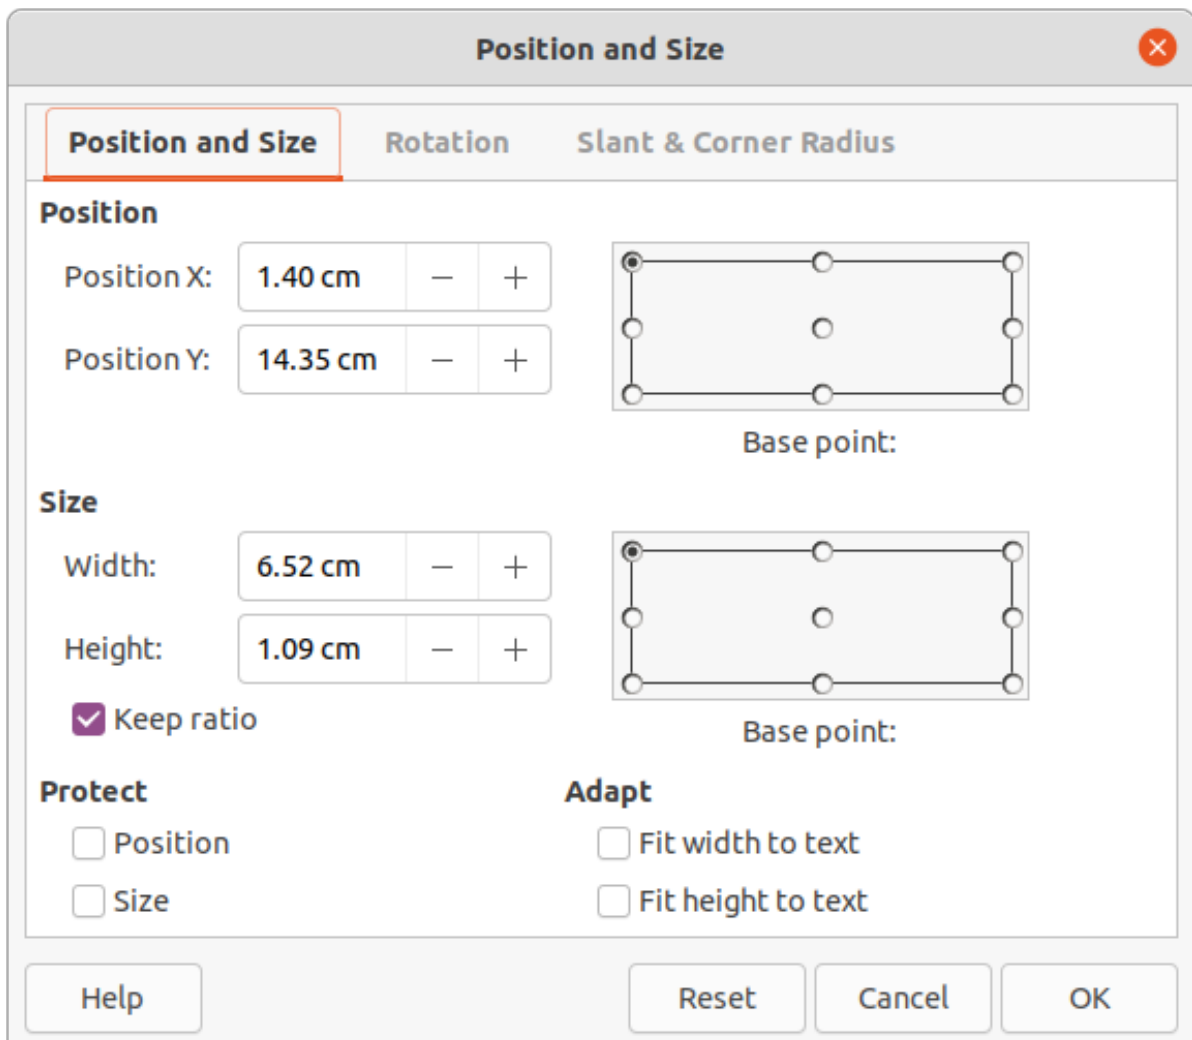 Position and Size
Position and Size Rotation Slant & Corner Radius
Position
Position X: 1.40 cm − +
Position Y: 14.35 cm − +
Base point:
Size
Width: 6.52 cm − +
Height: 1.09 cm − +
Keep ratio
Base point:
Protect Adapt
Position Fit width to text
Size Fit height to text
Help Reset Cancel OK